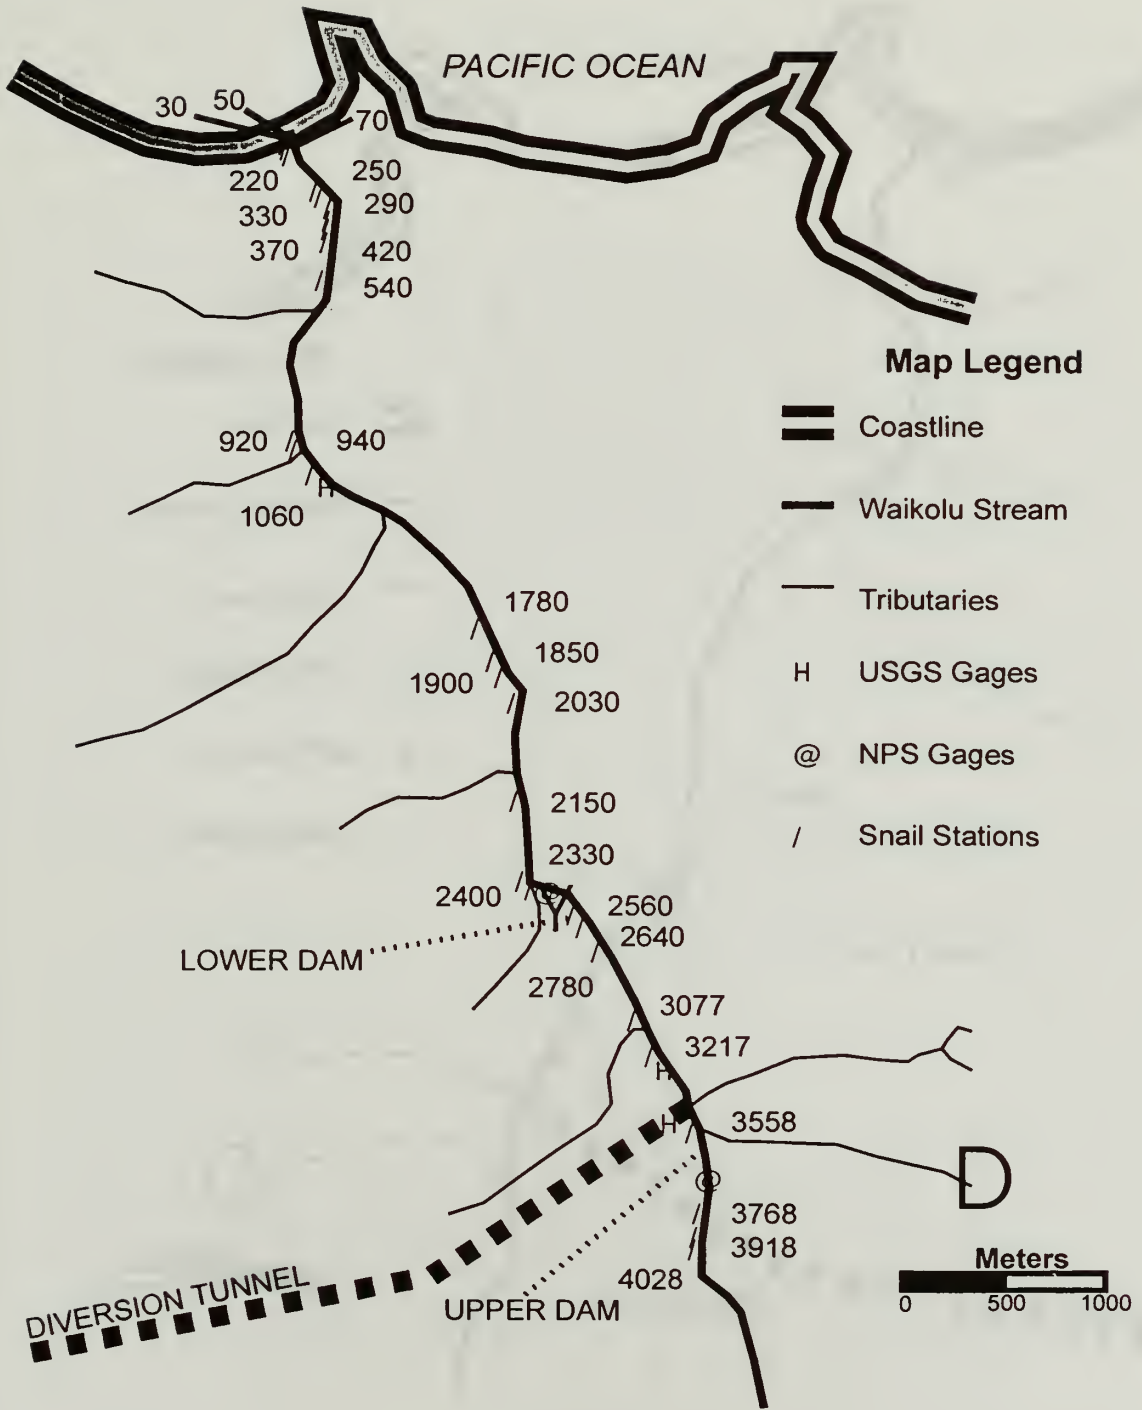 PACIFIC OCEAN
30
50
70
220
250
330
290
370
420
540
Map Legend
Coastline
920
940
Waikolu Stream
1060
Tributaries
1780
1850
H USGS Gages
1900
2030
@ NPS Gages
2150
/ Snail Stations
2330
2400
@
2560
2640
LOWER DAM
2780
3077
3217
H
3558
H
D
@
3768
3918
4028
Meters
0 500 1000
DIVERSION TUNNEL
UPPER DAM
H